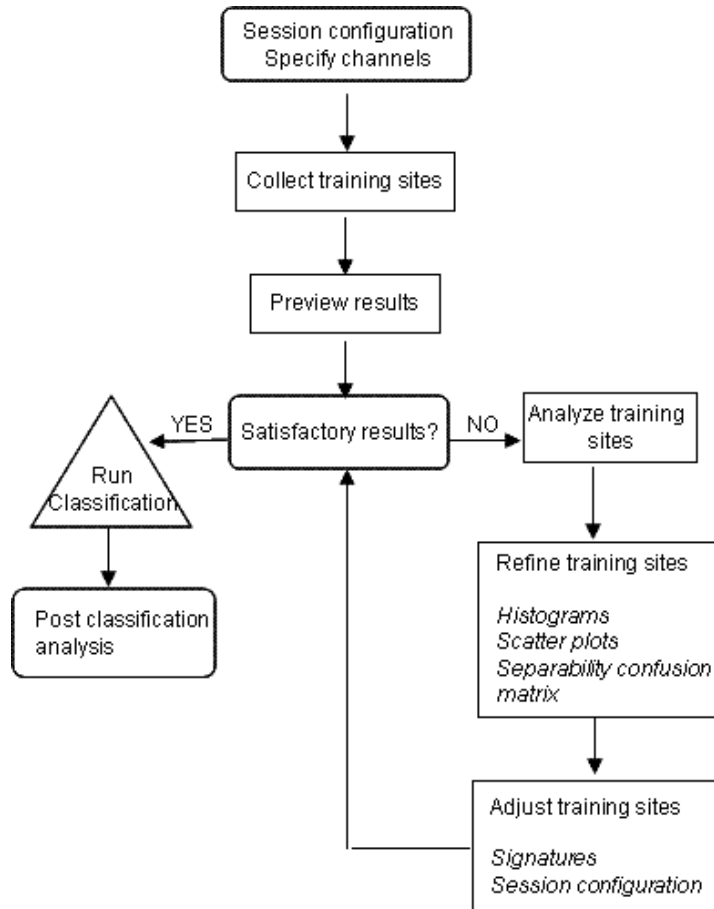 Session configuration
Specify channels
Collect training sites
Preview results
Satisfactory results?
YES
NO
Run
Classification
Analyze training
sites
Post classification
analysis
Refine training sites
Histograms
Scatter plots
Separability confusion
matrix
Adjust training sites
Signatures
Session configuration